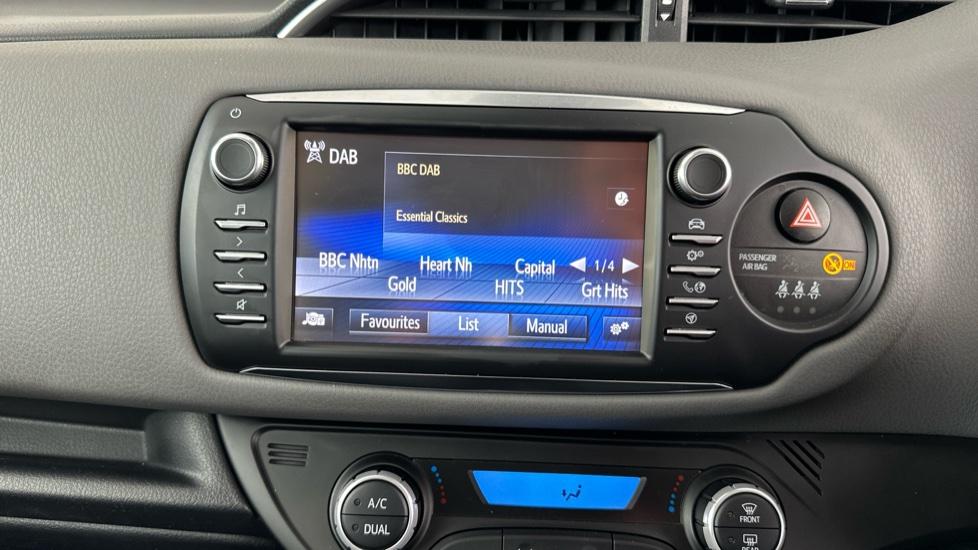 DAB
BBC DAB
Essential Classics
BBC Nhtn Heart Nh Capital 1/4
Gold HITS Grt Hits
Favourites List Manual
PASSENGER
AIR BAG
ON
A/C
DUAL
FRONT
REAR